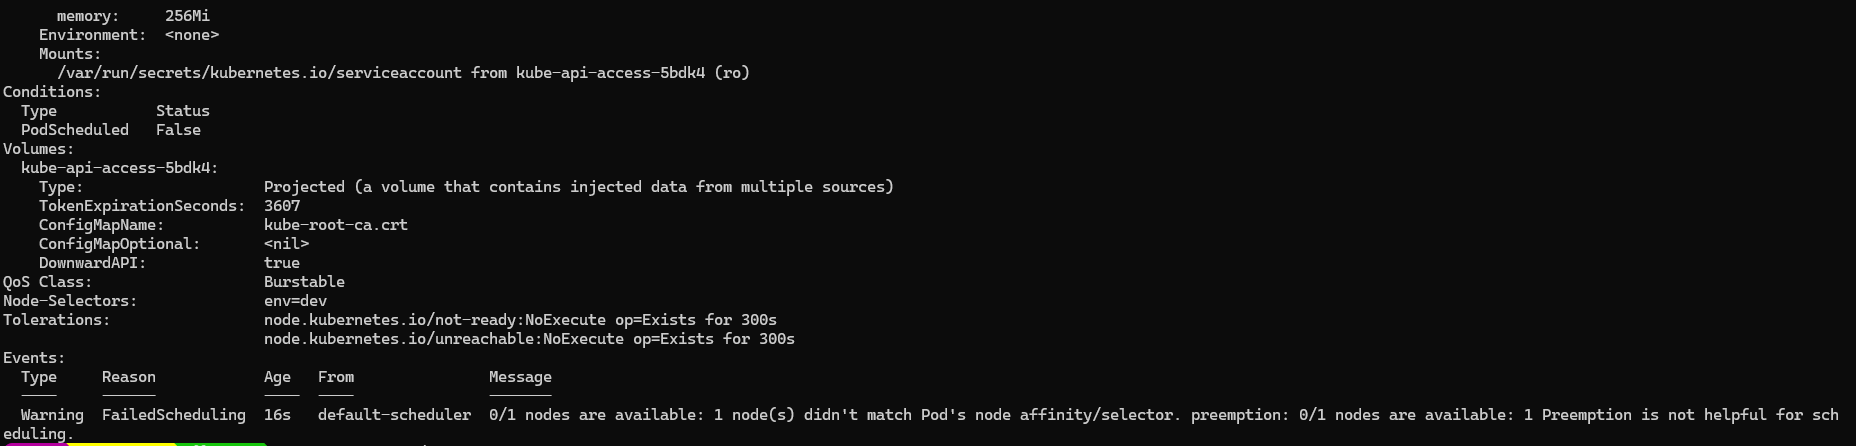 memory:     256Mi
Environment:  <none>
Mounts:
/var/run/secrets/kubernetes.io/serviceaccount from kube-api-access-5bdk4 (ro)
Conditions:
Type           Status
PodScheduled   False
Volumes:
kube-api-access-5bdk4:
Type:                    Projected (a volume that contains injected data from multiple sources)
TokenExpirationSeconds:  3607
ConfigMapName:           kube-root-ca.crt
ConfigMapOptional:       <nil>
DownwardAPI:             true
QoS Class:                   Burstable
Node-Selectors:              env=dev
Tolerations:                 node.kubernetes.io/not-ready:NoExecute op=Exists for 300s
node.kubernetes.io/unreachable:NoExecute op=Exists for 300s
Events:
Type     Reason            Age   From               Message
----     ------            ----  ----               -------
Warning  FailedScheduling  16s   default-scheduler  0/1 nodes are available: 1 node(s) didn't match Pod's node affinity/selector. preemption: 0/1 nodes are available: 1 Preemption is not helpful for sch
eduling.